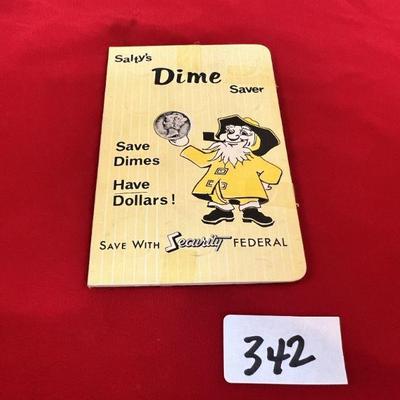 Salty's
Dime
Saver
Save
Dimes
Have
Dollars!
SAVE WITH Security FEDERAL
342